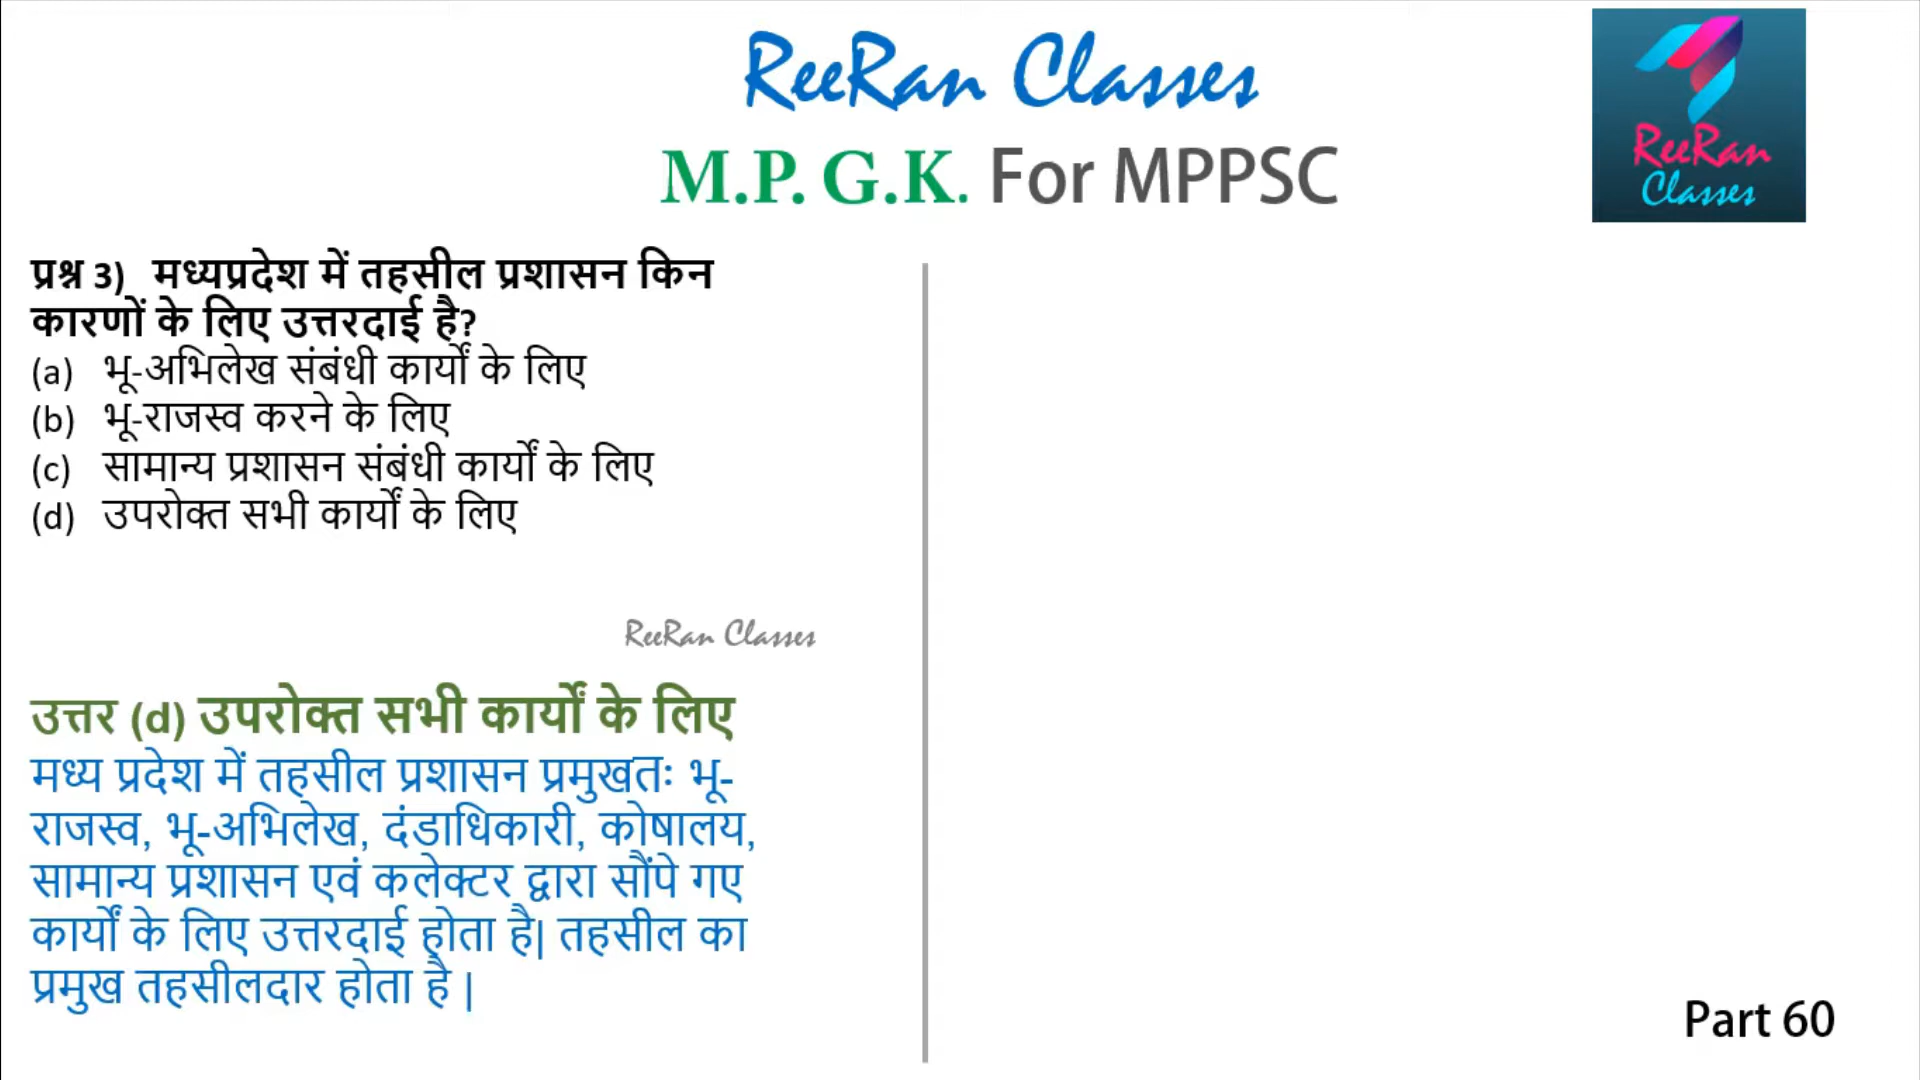 ReeRan Classes
M.P. G.K. For MPPSC
ReeRan
Classes
प्रश्न 3) मध्यप्रदेश में तहसील प्रशासन किन
कारणों के लिए उत्तरदाई है?
(a) भू-अभिलेख संबंधी कार्यों के लिए
(b) भू-राजस्व करने के लिए
(c) सामान्य प्रशासन संबंधी कार्यों के लिए
(d) उपरोक्त सभी कार्यों के लिए
ReeRan Classes
उत्तर (d) उपरोक्त सभी कार्यों के लिए
मध्य प्रदेश में तहसील प्रशासन प्रमुखतः भू-
राजस्व, भू-अभिलेख, दंडाधिकारी, कोषालय,
सामान्य प्रशासन एवं कलेक्टर द्वारा सौंपे गए
कार्यों के लिए उत्तरदाई होता है| तहसील का
प्रमुख तहसीलदार होता है |
Part 60